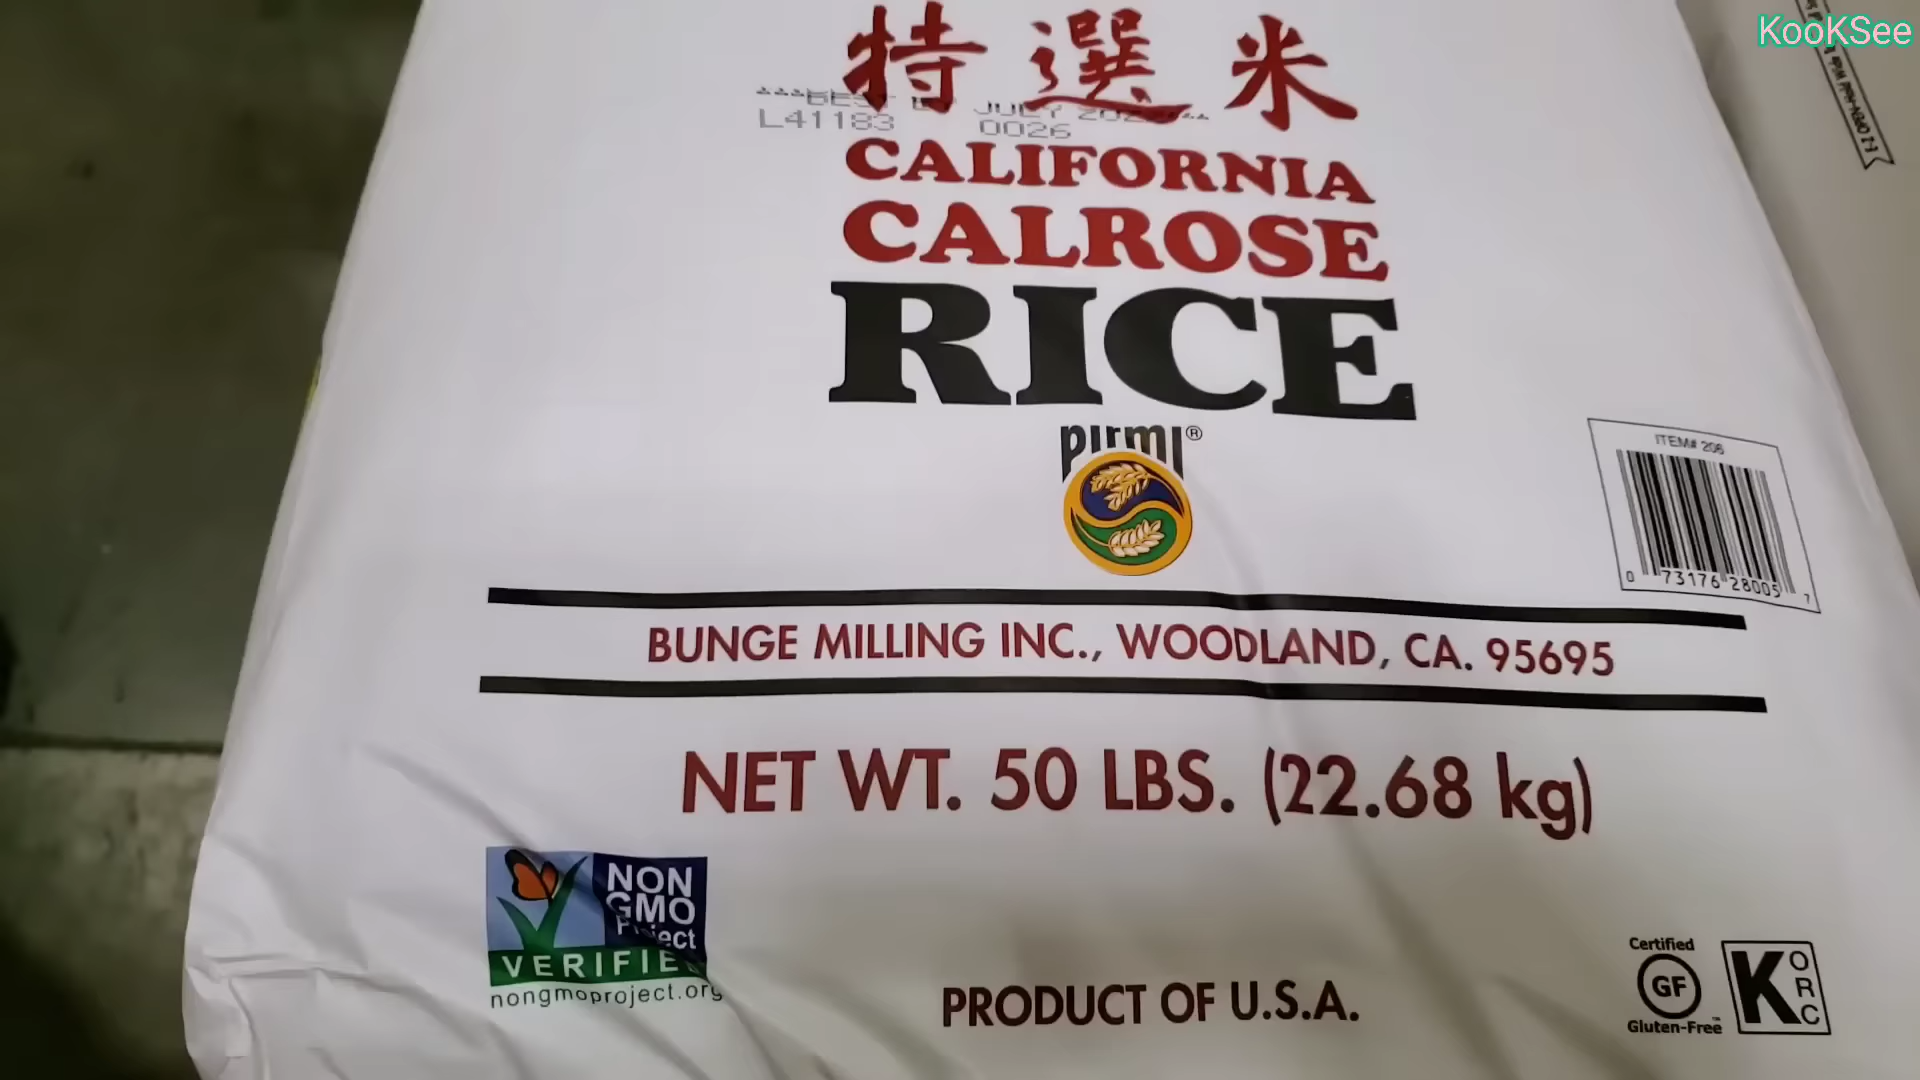 KooKSee
特選米
BEST BY JULY
L41183 0026
CALIFORNIA
CALROSE
RICE
pirmi®
ITEM# 206
0 73176 28005 7
BUNGE MILLING INC., WOODLAND, CA. 95695
NET WT. 50 LBS. (22.68 kg)
NON
GMO
Project
VERIFIED
nongmoproject.org
PRODUCT OF U.S.A.
Certified
GF
Gluten-Free™
K
ORC